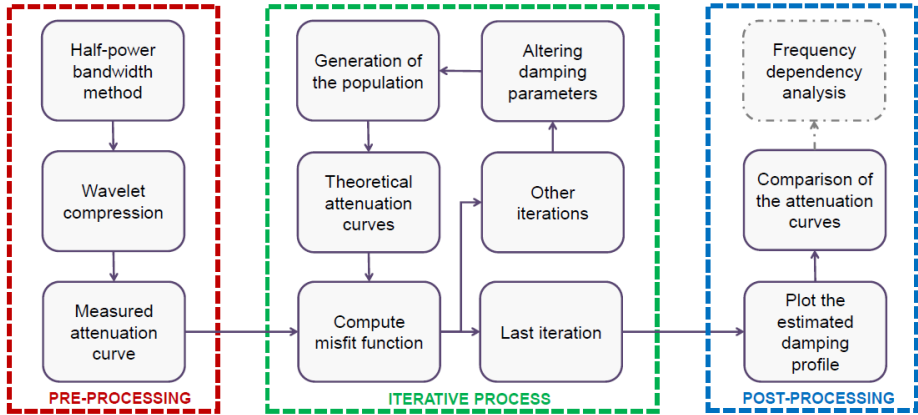 Half-power
bandwidth
method
Wavelet
compression
Measured
attenuation
curve
PRE-PROCESSING
Generation of
the population
Altering
damping
parameters
Theoretical
attenuation
curves
Other
iterations
Compute
misfit function
Last iteration
ITERATIVE PROCESS
Frequency
dependency
analysis
Comparison of
the attenuation
curves
Plot the
estimated
damping
profile
POST-PROCESSING